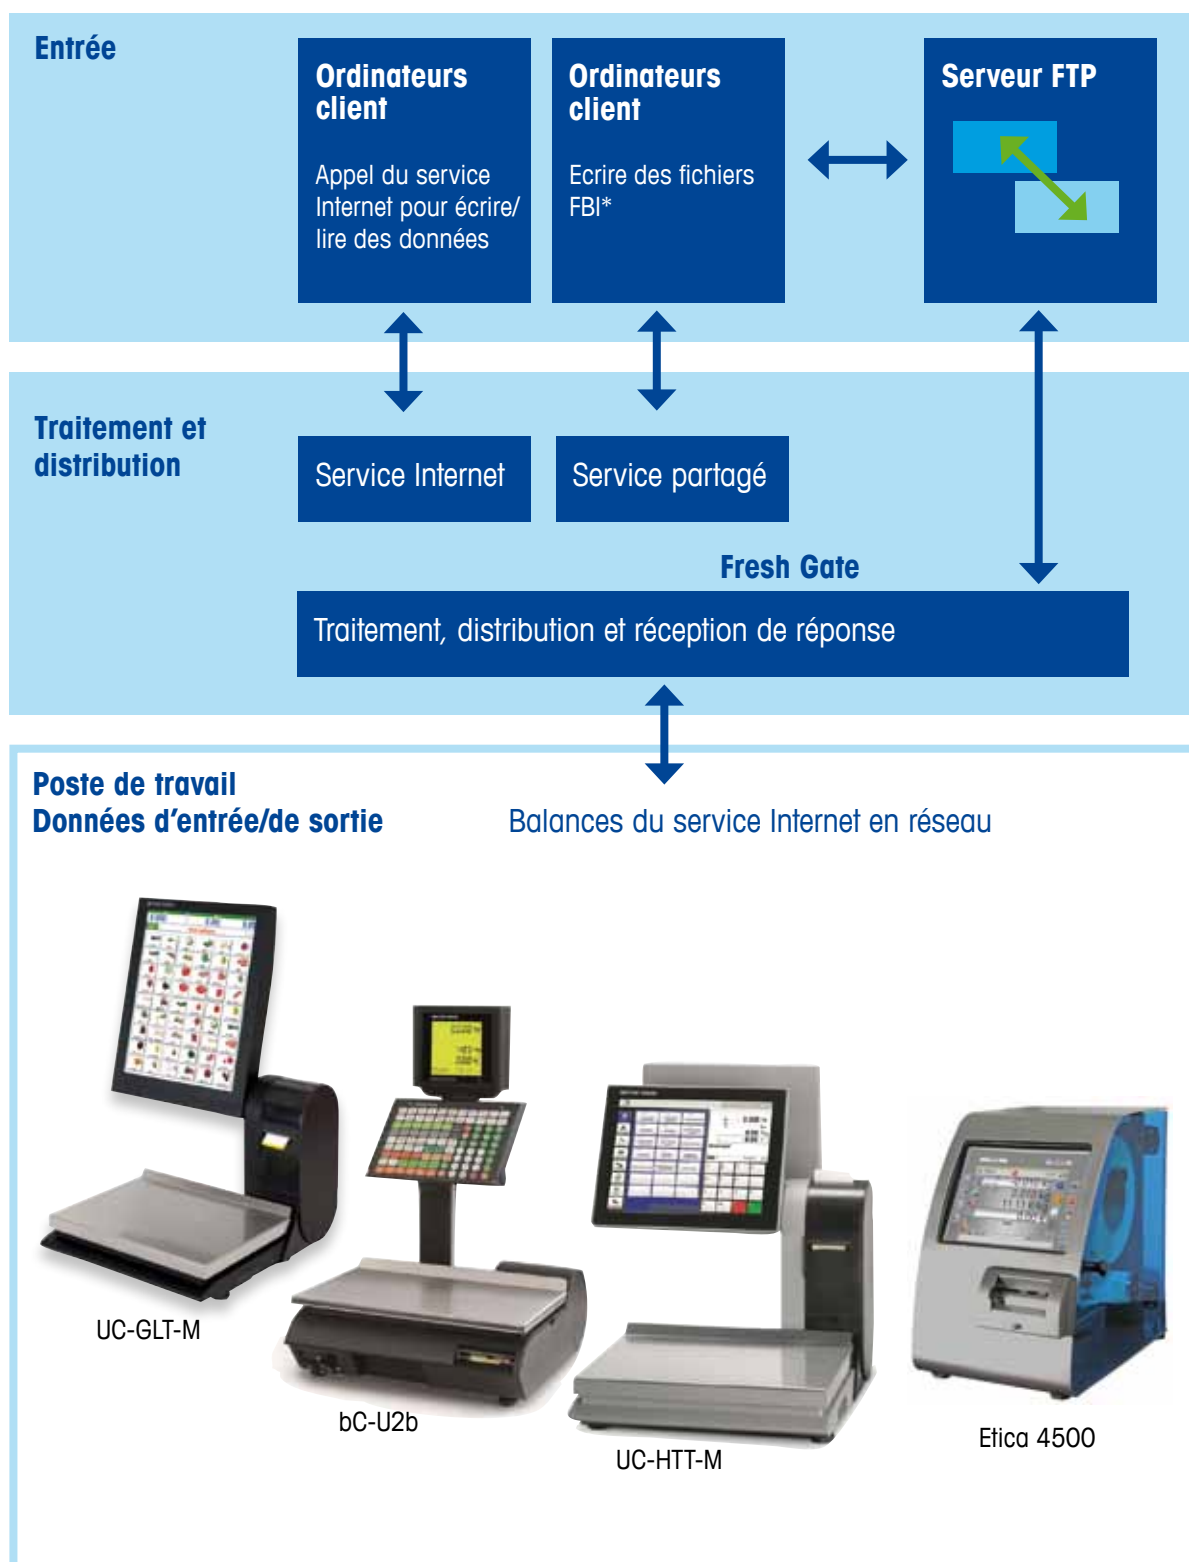 Entrée
Ordinateurs
client
Appel du service
Internet pour écrire/
lire des données
Ordinateurs
client
Ecrire des fichiers
FBI*
Serveur FTP
Traitement et
distribution
Service Internet
Service partagé
Fresh Gate
Traitement, distribution et réception de réponse
Poste de travail
Données d'entrée/de sortie
Balances du service Internet en réseau
UC-GLT-M
bC-U2b
UC-HTT-M
Etica 4500